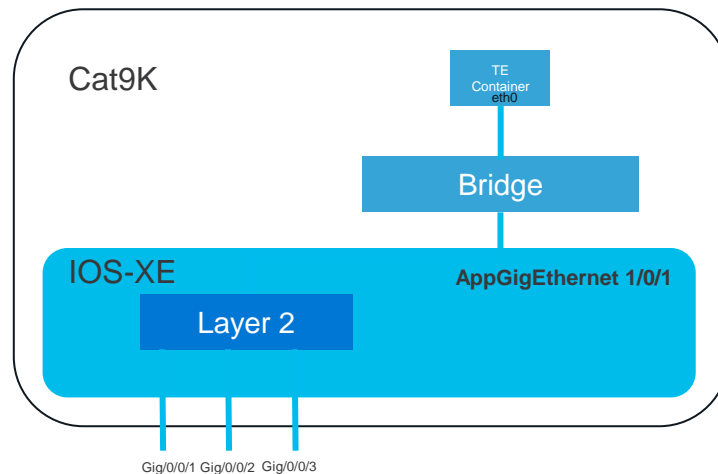 Cat9K
TE
Container
eth0
Bridge
IOS-XE
AppGigEthernet 1/0/1
Layer 2
Gig/0/0/1 Gig/0/0/2 Gig/0/0/3